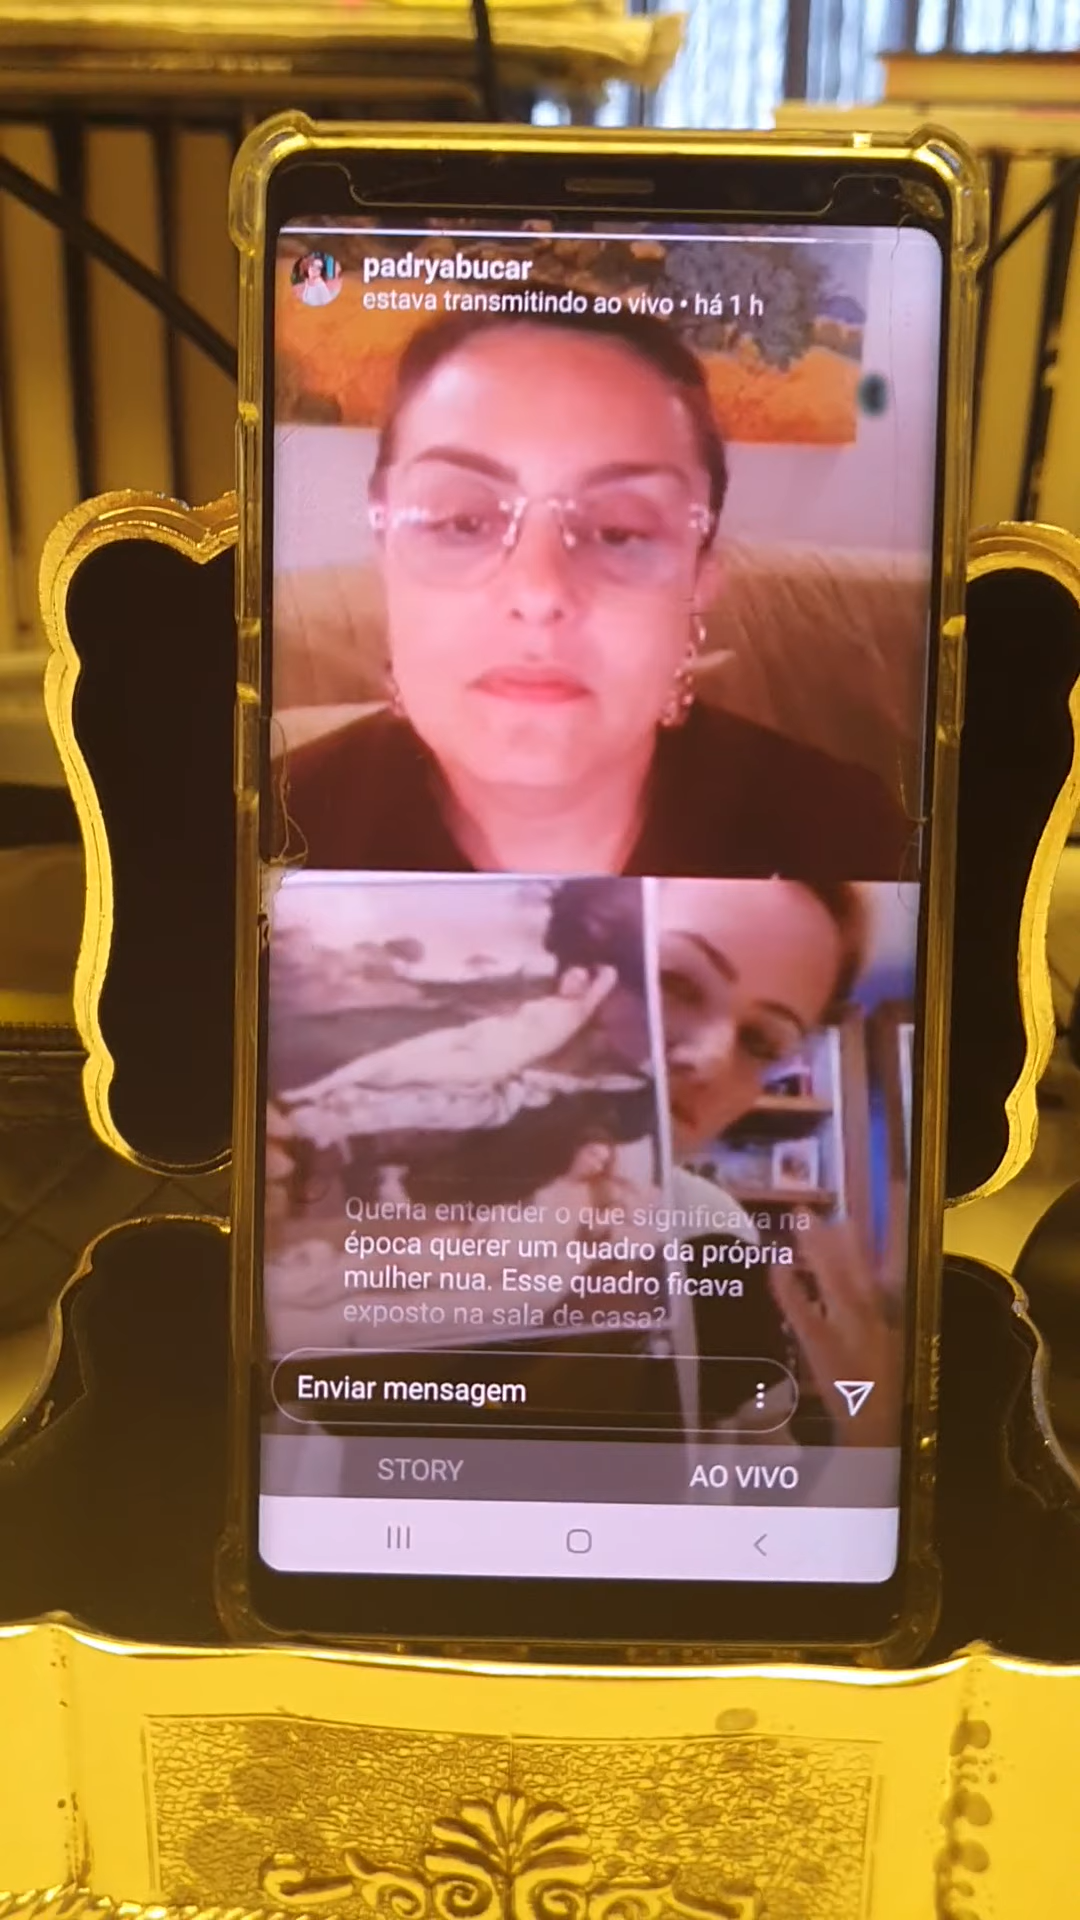 padryabucar
estava transmitindo ao vivo • há 1 h
Queria entender o que significava na
época querer um quadro da própria
mulher nua. Esse quadro ficava
exposto na sala de casa?
Enviar mensagem
STORY
AO VIVO